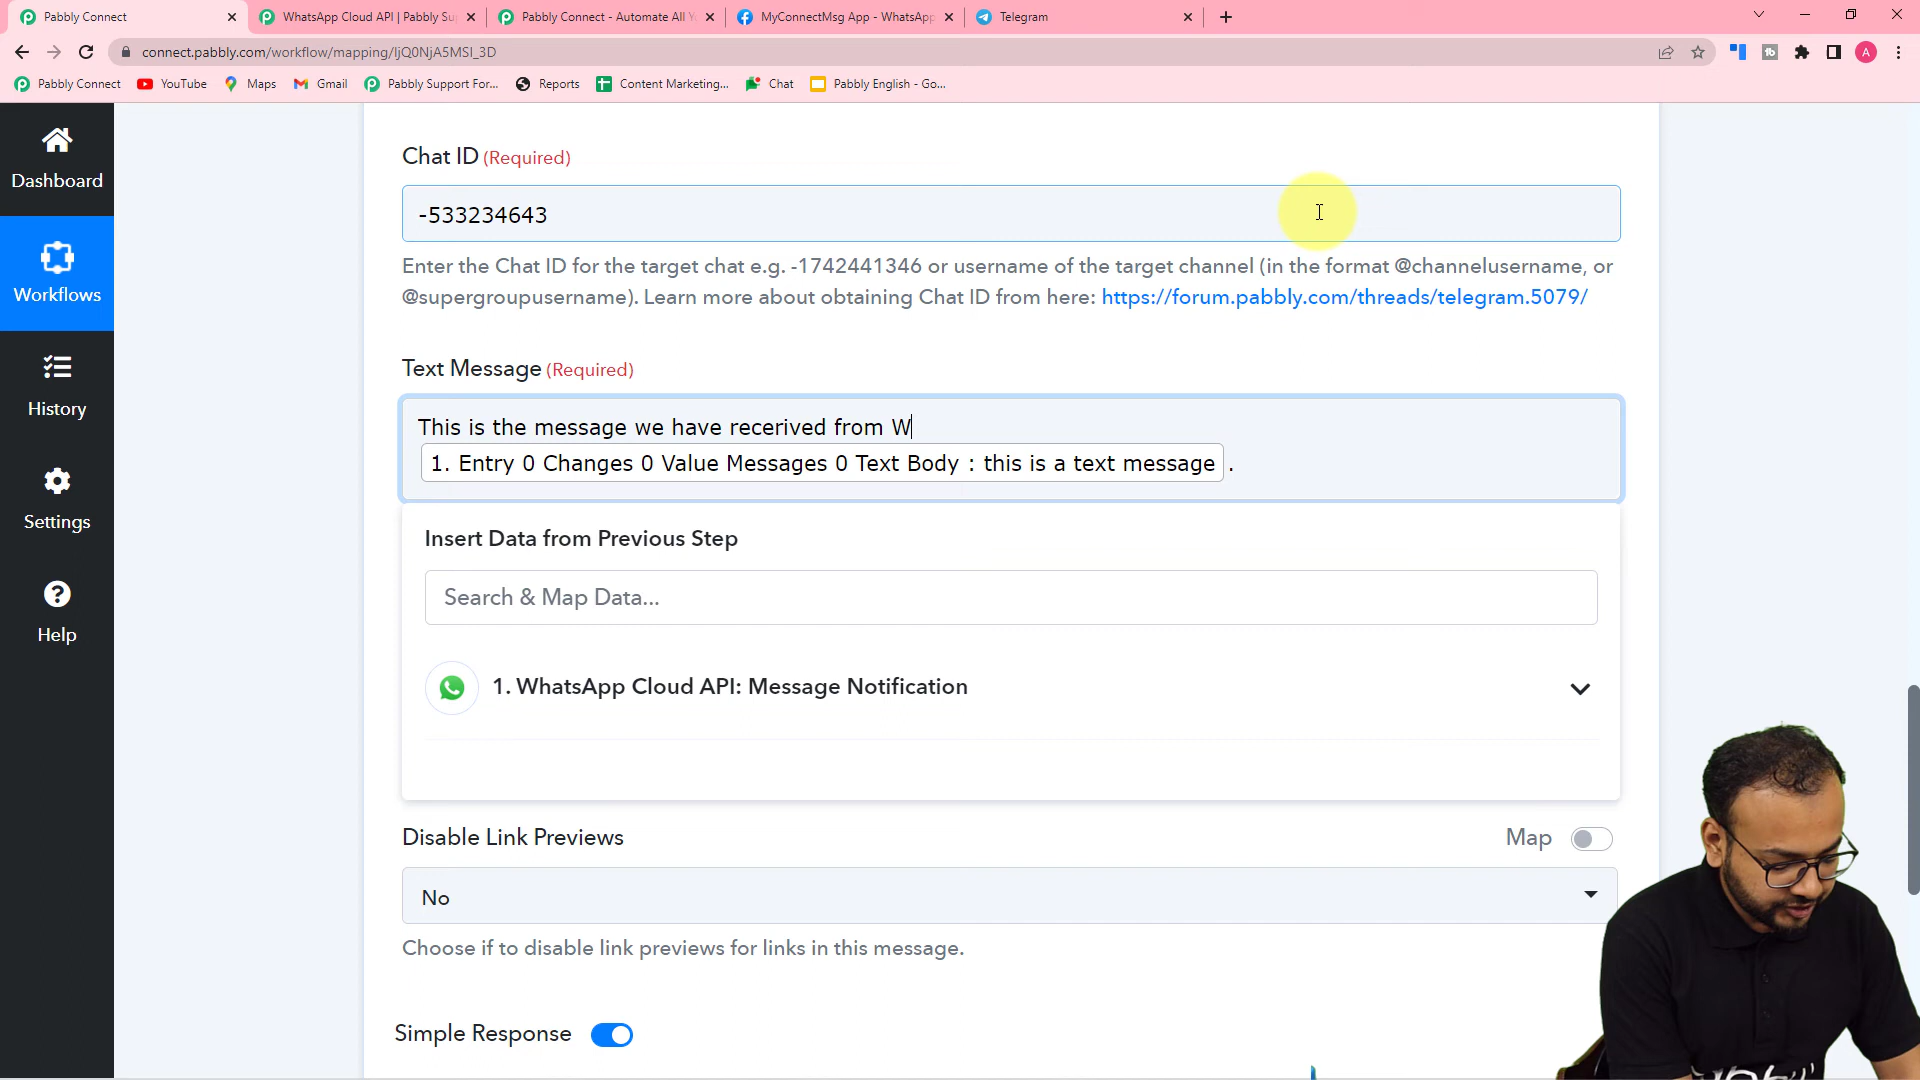 Pabbly Connect
WhatsApp Cloud API | Pabbly Su
Pabbly Connect - Automate All Y
MyConnectMsg App - WhatsApp
Telegram
connect.pabbly.com/workflow/mapping/IjQ0NjA5MSI_3D
A
Pabbly Connect
YouTube
Maps
Gmail
Pabbly Support For...
Reports
Content Marketing...
Chat
Pabbly English - Go...
Dashboard
Workflows
History
Settings
Help
Chat ID (Required)
-533234643
Enter the Chat ID for the target chat e.g. -1742441346 or username of the target channel (in the format @channelusername, or
@supergroupusername). Learn more about obtaining Chat ID from here: https://forum.pabbly.com/threads/telegram.5079/
Text Message (Required)
This is the message we have recerived from W
1. Entry 0 Changes 0 Value Messages 0 Text Body : this is a text message .
Insert Data from Previous Step
Search & Map Data...
1. WhatsApp Cloud API: Message Notification
Disable Link Previews
Map
No
Choose if to disable link previews for links in this message.
Simple Response